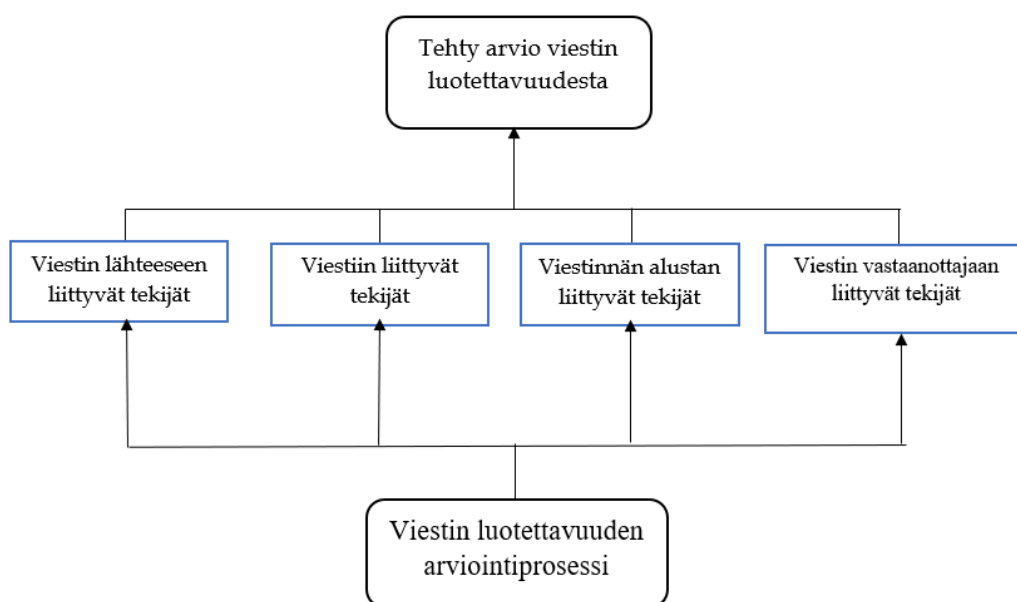 Tehty arvio viestin
luotettavuudesta
Viestin lähteeseen
liittyvät tekijät
Viestiin liittyvät
tekijät
Viestinnän alustan
liittyvät tekijät
Viestin vastaanottajaan
liittyvät tekijät
Viestin luotettavuuden
arviointiprosessi